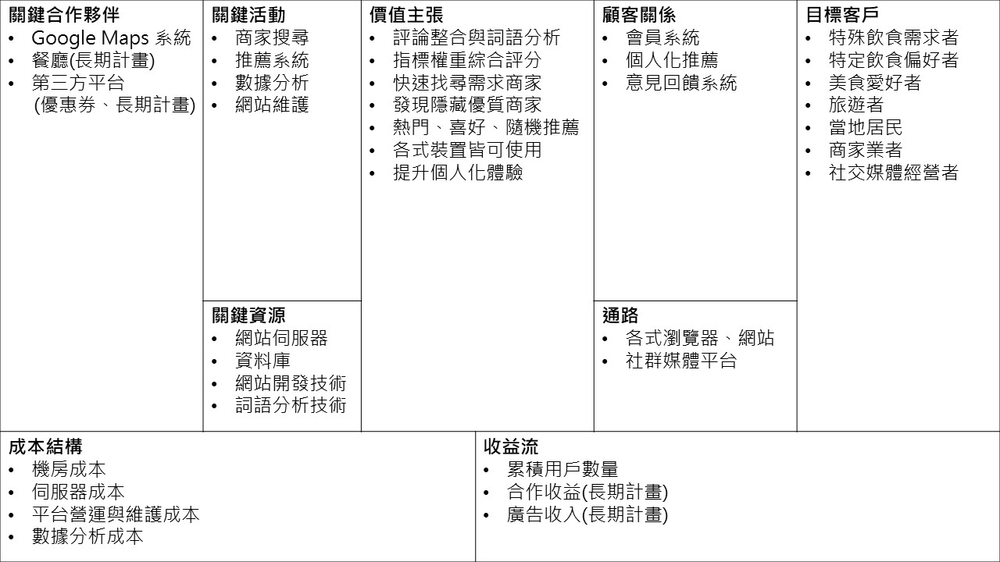 關鍵合作夥伴
• Google Maps 系統
• 餐廳(長期計畫)
• 第三方平台
(優惠券、長期計畫)
關鍵活動
• 商家搜尋
• 推薦系統
• 數據分析
• 網站維護
關鍵資源
• 網站伺服器
• 資料庫
• 網站開發技術
• 詞語分析技術
價值主張
• 評論整合與詞語分析
• 指標權重綜合評分
• 快速找尋需求商家
• 發現隱藏優質商家
• 熱門、喜好、隨機推薦
• 各式裝置皆可使用
• 提升個人化體驗
顧客關係
• 會員系統
• 個人化推薦
• 意見回饋系統
通路
• 各式瀏覽器、網站
• 社群媒體平台
目標客戶
• 特殊飲食需求者
• 特定飲食偏好者
• 美食愛好者
• 旅遊者
• 當地居民
• 商家業者
• 社交媒體經營者
成本結構
• 機房成本
• 伺服器成本
• 平台營運與維護成本
• 數據分析成本
收益流
• 累積用戶數量
• 合作收益(長期計畫)
• 廣告收入(長期計畫)